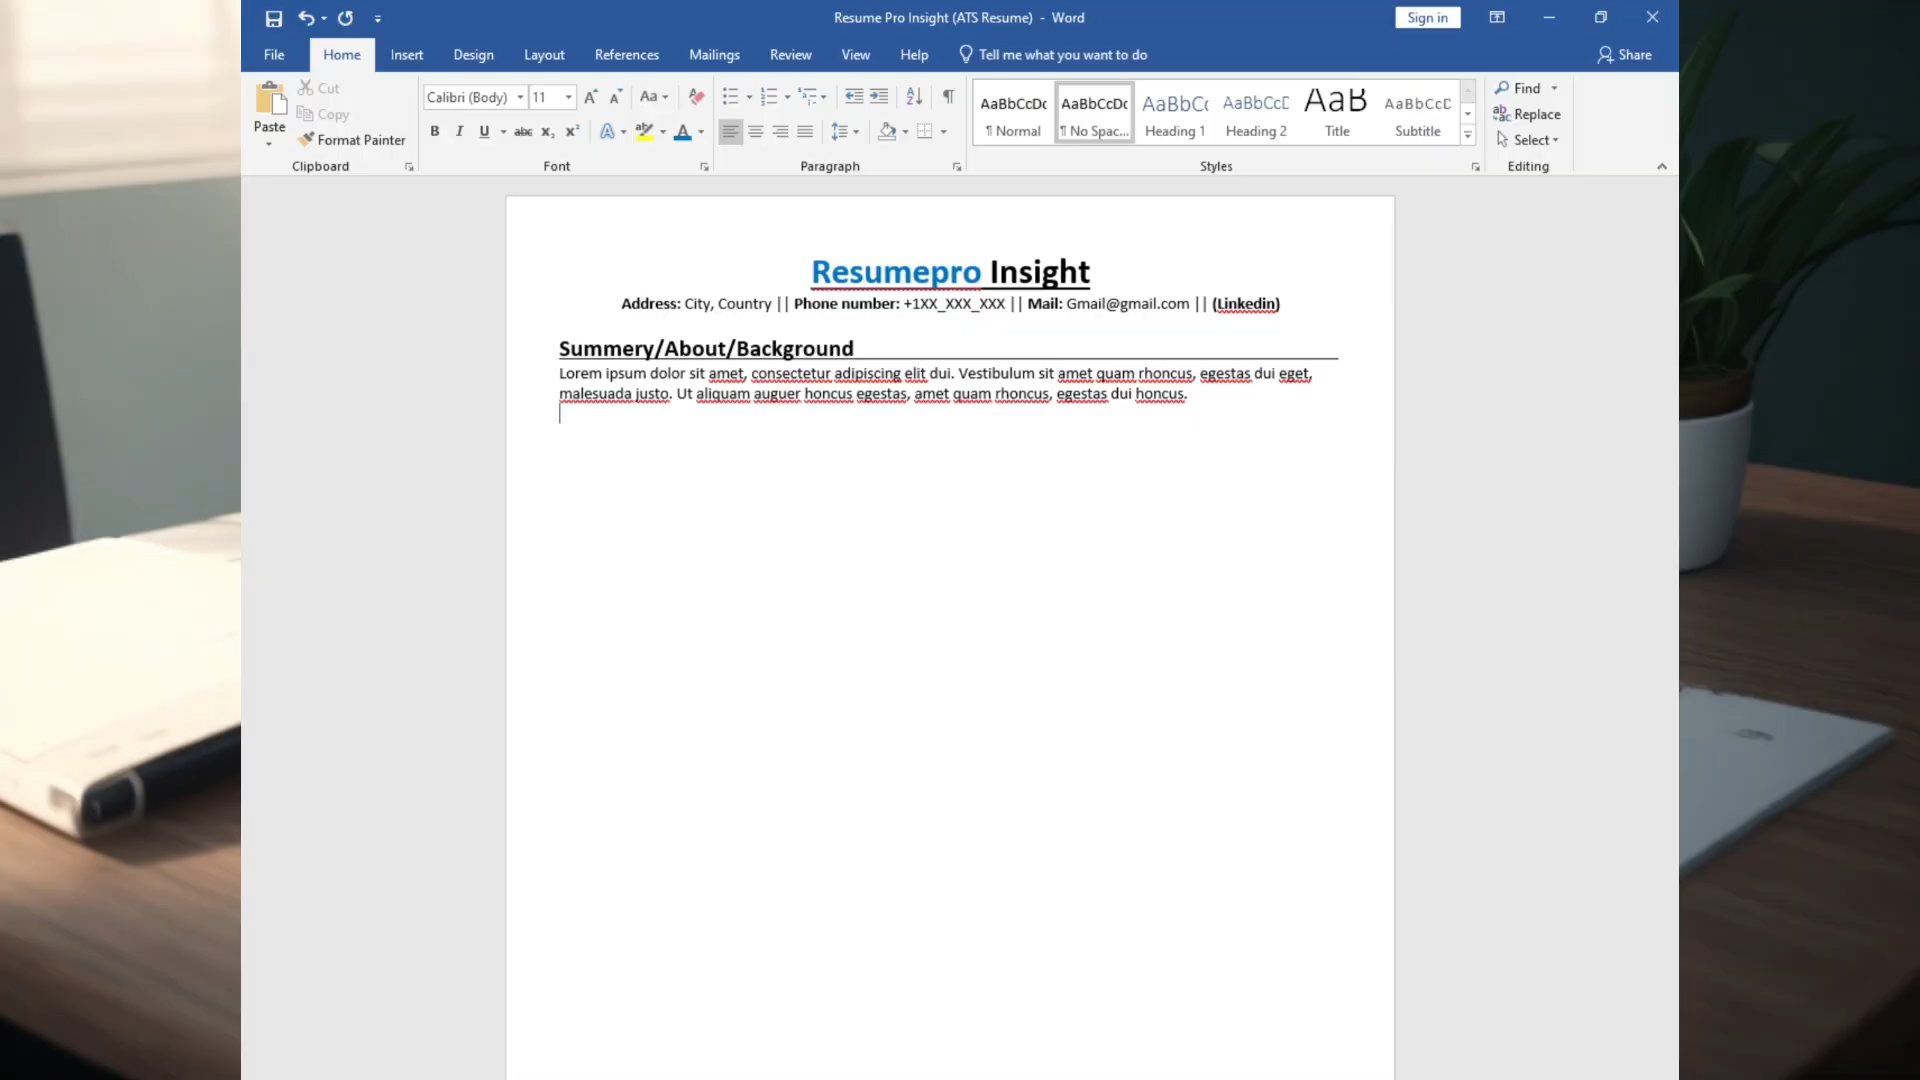 Resume Pro Insight (ATS Resume) - Word
Sign in
File Home Insert Design Layout References Mailings Review View Help Tell me what you want to do Share
Paste
Cut
Copy
Format Painter
Clipboard
Calibri (Body) 11
Font
Paragraph
AaBbCcDc AaBbCcDc AaBbCc AaBbCcD AaB AaBbCcD
¶ Normal ¶ No Spac... Heading 1 Heading 2 Title Subtitle
Styles
Find
Replace
Select
Editing
Resumepro Insight
Address: City, Country || Phone number: +1XX_XXX_XXX || Mail: Gmail@gmail.com || (Linkedin)
Summery/About/Background
Lorem ipsum dolor sit amet, consectetur adipiscing elit dui. Vestibulum sit amet quam rhoncus, egestas dui eget,
malesuada justo. Ut aliquam auguer honcus egestas, amet quam rhoncus, egestas dui honcus.